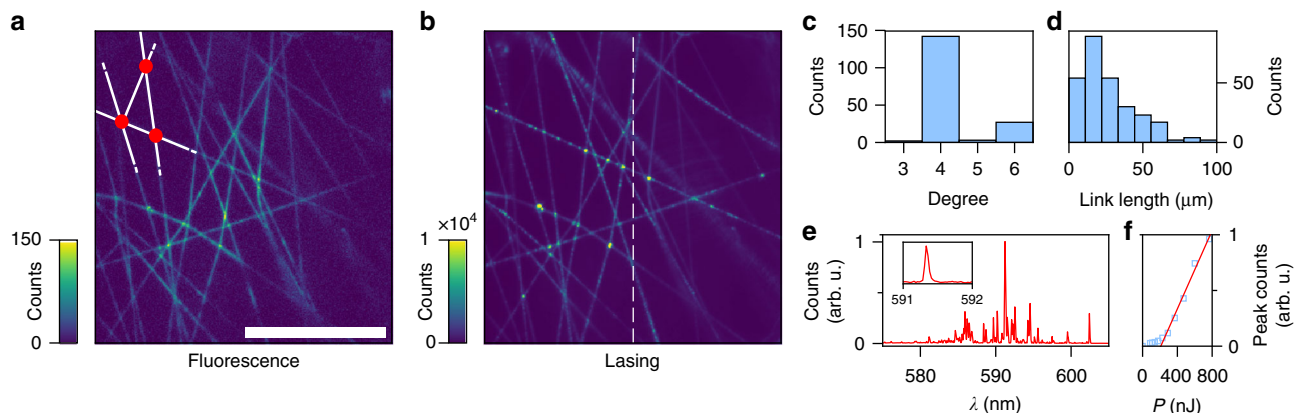 a
150
Counts
0
Fluorescence
b
1
×10⁴
Counts
0
Lasing
c
150
100
50
0
Counts
3 4 5 6
Degree
d
50
0
Counts
0 50 100
Link length (μm)
e
1
0
Counts
(arb. u.)
591 592
580 590 600
λ (nm)
f
1
0
Peak counts
(arb. u.)
0 400 800
P (nJ)